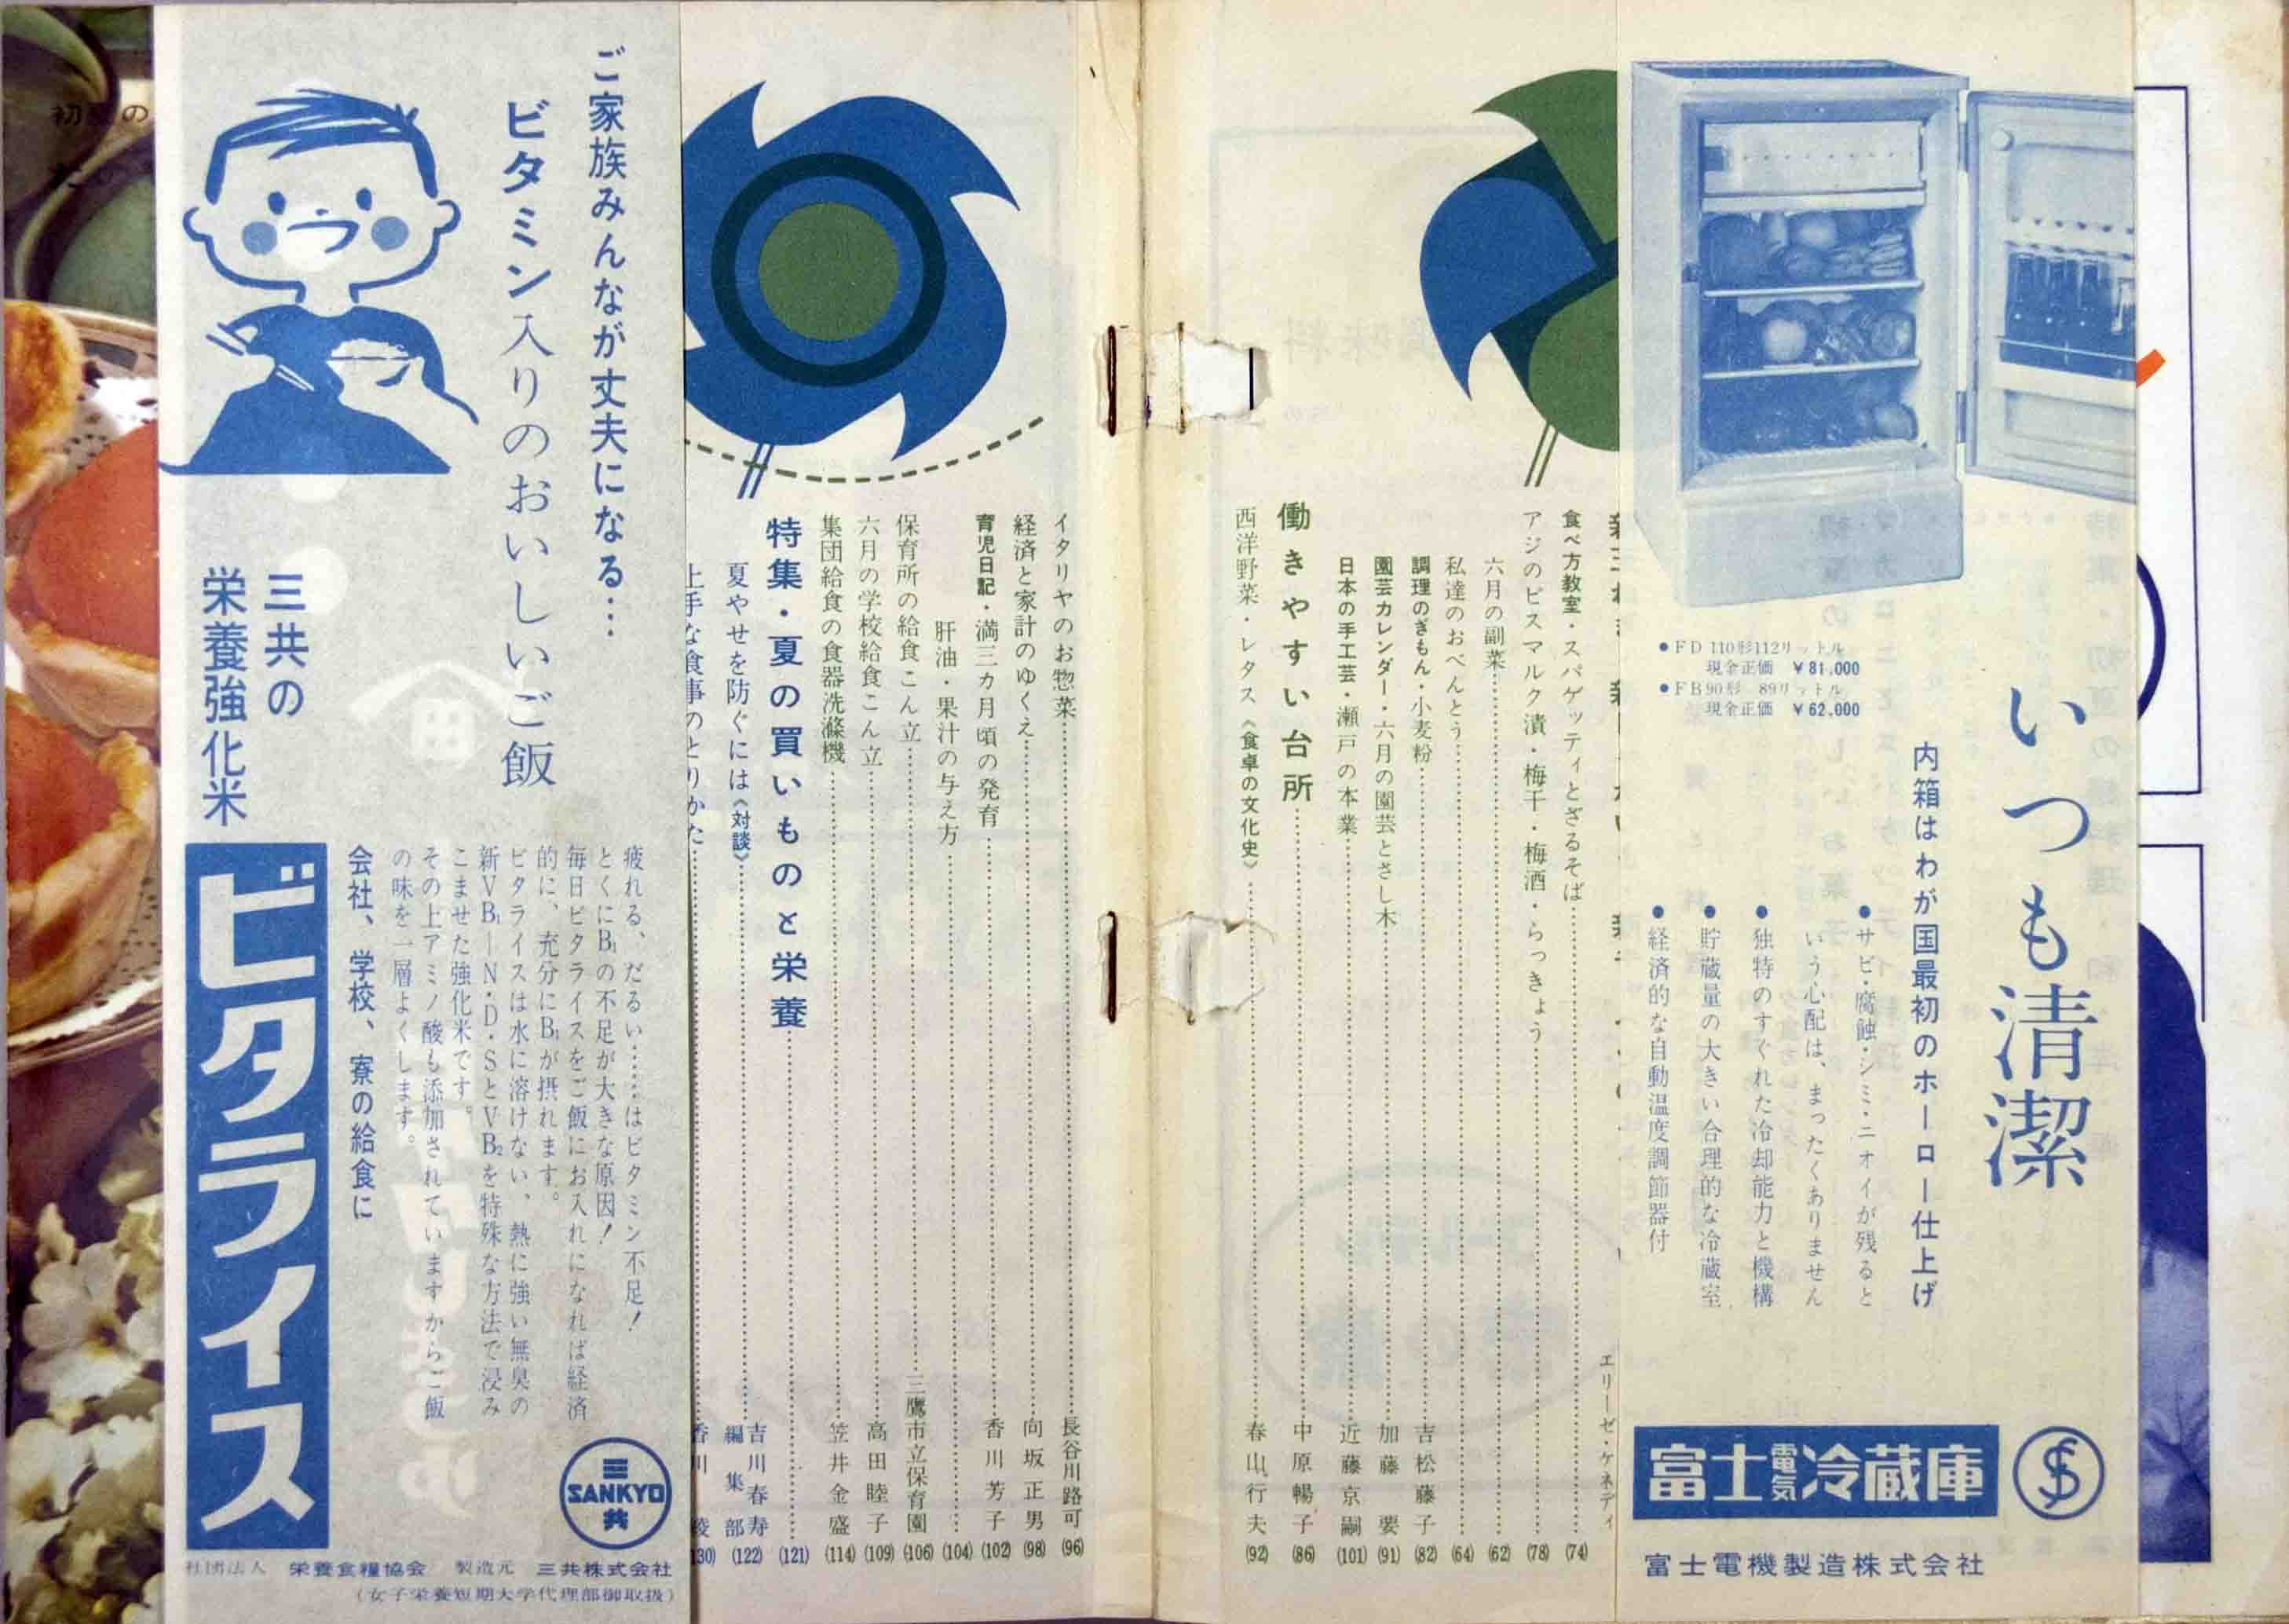 いつも清潔
内箱はわが国最初のホーロー仕上げ
●サビ・腐蝕・シミ・ニオイが残ると
いう心配は、まったくありません
●独特のすぐれた冷却能力と機構
●貯蔵量の大きい合理的な冷蔵室
●経済的な自動温度調節器付
●FD 110形112リットル
現金正価 ￥81,000
●FB90形 89リットル
現金正価 ￥62,000
富士電気冷蔵庫
富士電機製造株式会社
エリーゼ・ケネディ
食べ方教室・スパゲッティとざるそば (74)
アジのビスマルク漬・梅干・梅酒・らっきょう (78)
六月の副菜 (62)
私達のおべんとう (64)
調理のぎもん・小麦粉 吉松藤子 (82)
園芸カレンダー・六月の園芸とさし木 加藤要 (91)
日本の手工芸・瀬戸の本業 近藤京嗣 (101)
働きやすい台所 中原暢子 (86)
西洋野菜・レタス《食卓の文化史》 春山行夫 (92)
イタリヤのお惣菜 長谷川路可 (96)
経済と家計のゆくえ 向坂正男 (98)
育児日記・満三カ月頃の発育 香川芳子 (102)
肝油・果汁の与え方 (104)
保育所の給食こん立 三鷹市立保育園 (106)
六月の学校給食こん立 高田睦子 (109)
集団給食の食器洗滌機 笠井金盛 (114)
特集・夏の買いものと栄養 (121)
夏やせを防ぐには《対談》 吉川春寿 編集部 (122)
上手な食事のとりかた 香川綾 (130)
ご家族みんなが丈夫になる…
ビタミン入りのおいしいご飯
三共の
栄養強化米
ビタライス
疲れる、だるい……はビタミン不足！
とくにB₁の不足が大きな原因！
毎日ビタライスをご飯にお入れになれば経済
的に、充分にB₁が摂れます。
ビタライスは水に溶けない、熱に強い無臭の
新VB₁―N・D・SとVB₂を特殊な方法で浸み
こませた強化米です。
その上アミノ酸も添加されていますからご飯
の味を一層よくします。
会社、学校、寮の給食に
三
SANKYO
共
社団法人 栄養食糧協会 製造元 三共株式会社
（女子栄養短期大学代理部御取扱）
初夏の